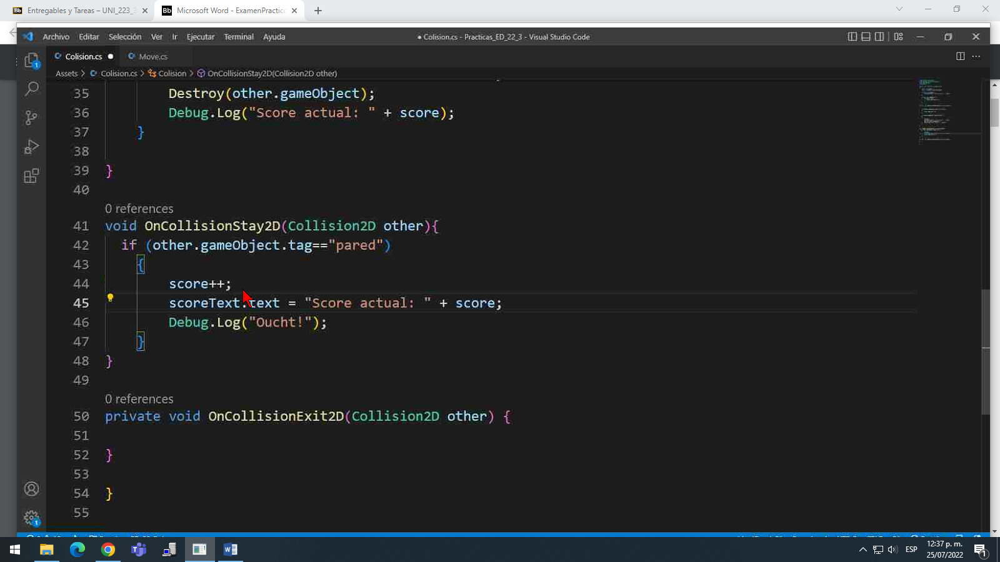 Entregables y Tareas – UNI_223_
Microsoft Word - ExamenPractico
Archivo Editar Selección Ver Ir Ejecutar Terminal Ayuda
● Colision.cs - Practicas_ED_22_3 - Visual Studio Code
Colision.cs ●
Move.cs
Assets > Colision.cs > Colision > OnCollisionStay2D(Collision2D other)
35 Destroy(other.gameObject);
36 Debug.Log("Score actual: " + score);
37 }
38
39 }
40
0 references
41 void OnCollisionStay2D(Collision2D other){
42 if (other.gameObject.tag=="pared")
43 {
44 score++;
45 scoreText.text = "Score actual: " + score;
46 Debug.Log("Oucht!");
47 }
48 }
49
0 references
50 private void OnCollisionExit2D(Collision2D other) {
51
52 }
53
54 }
55
ESP
12:37 p. m.
25/07/2022